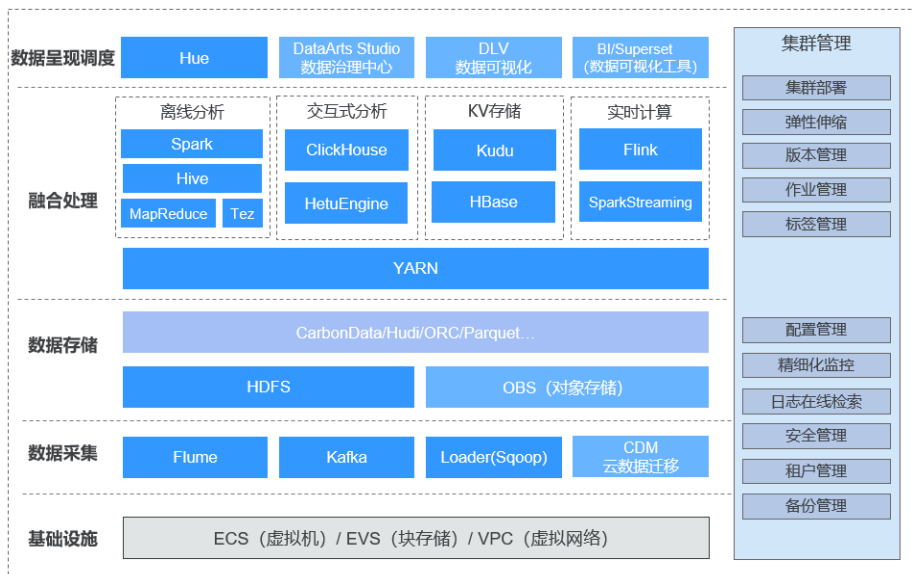 数据呈现调度
Hue
DataArts Studio
数据治理中心
DLV
数据可视化
BI/Superset
(数据可视化工具)
融合处理
离线分析
Spark
Hive
MapReduce
Tez
交互式分析
ClickHouse
HetuEngine
KV存储
Kudu
HBase
实时计算
Flink
SparkStreaming
YARN
数据存储
CarbonData/Hudi/ORC/Parquet…
HDFS
OBS（对象存储）
数据采集
Flume
Kafka
Loader(Sqoop)
CDM
云数据迁移
基础设施
ECS（虚拟机）/ EVS（块存储）/ VPC（虚拟网络）
集群管理
集群部署
弹性伸缩
版本管理
作业管理
标签管理
配置管理
精细化监控
日志在线检索
安全管理
租户管理
备份管理